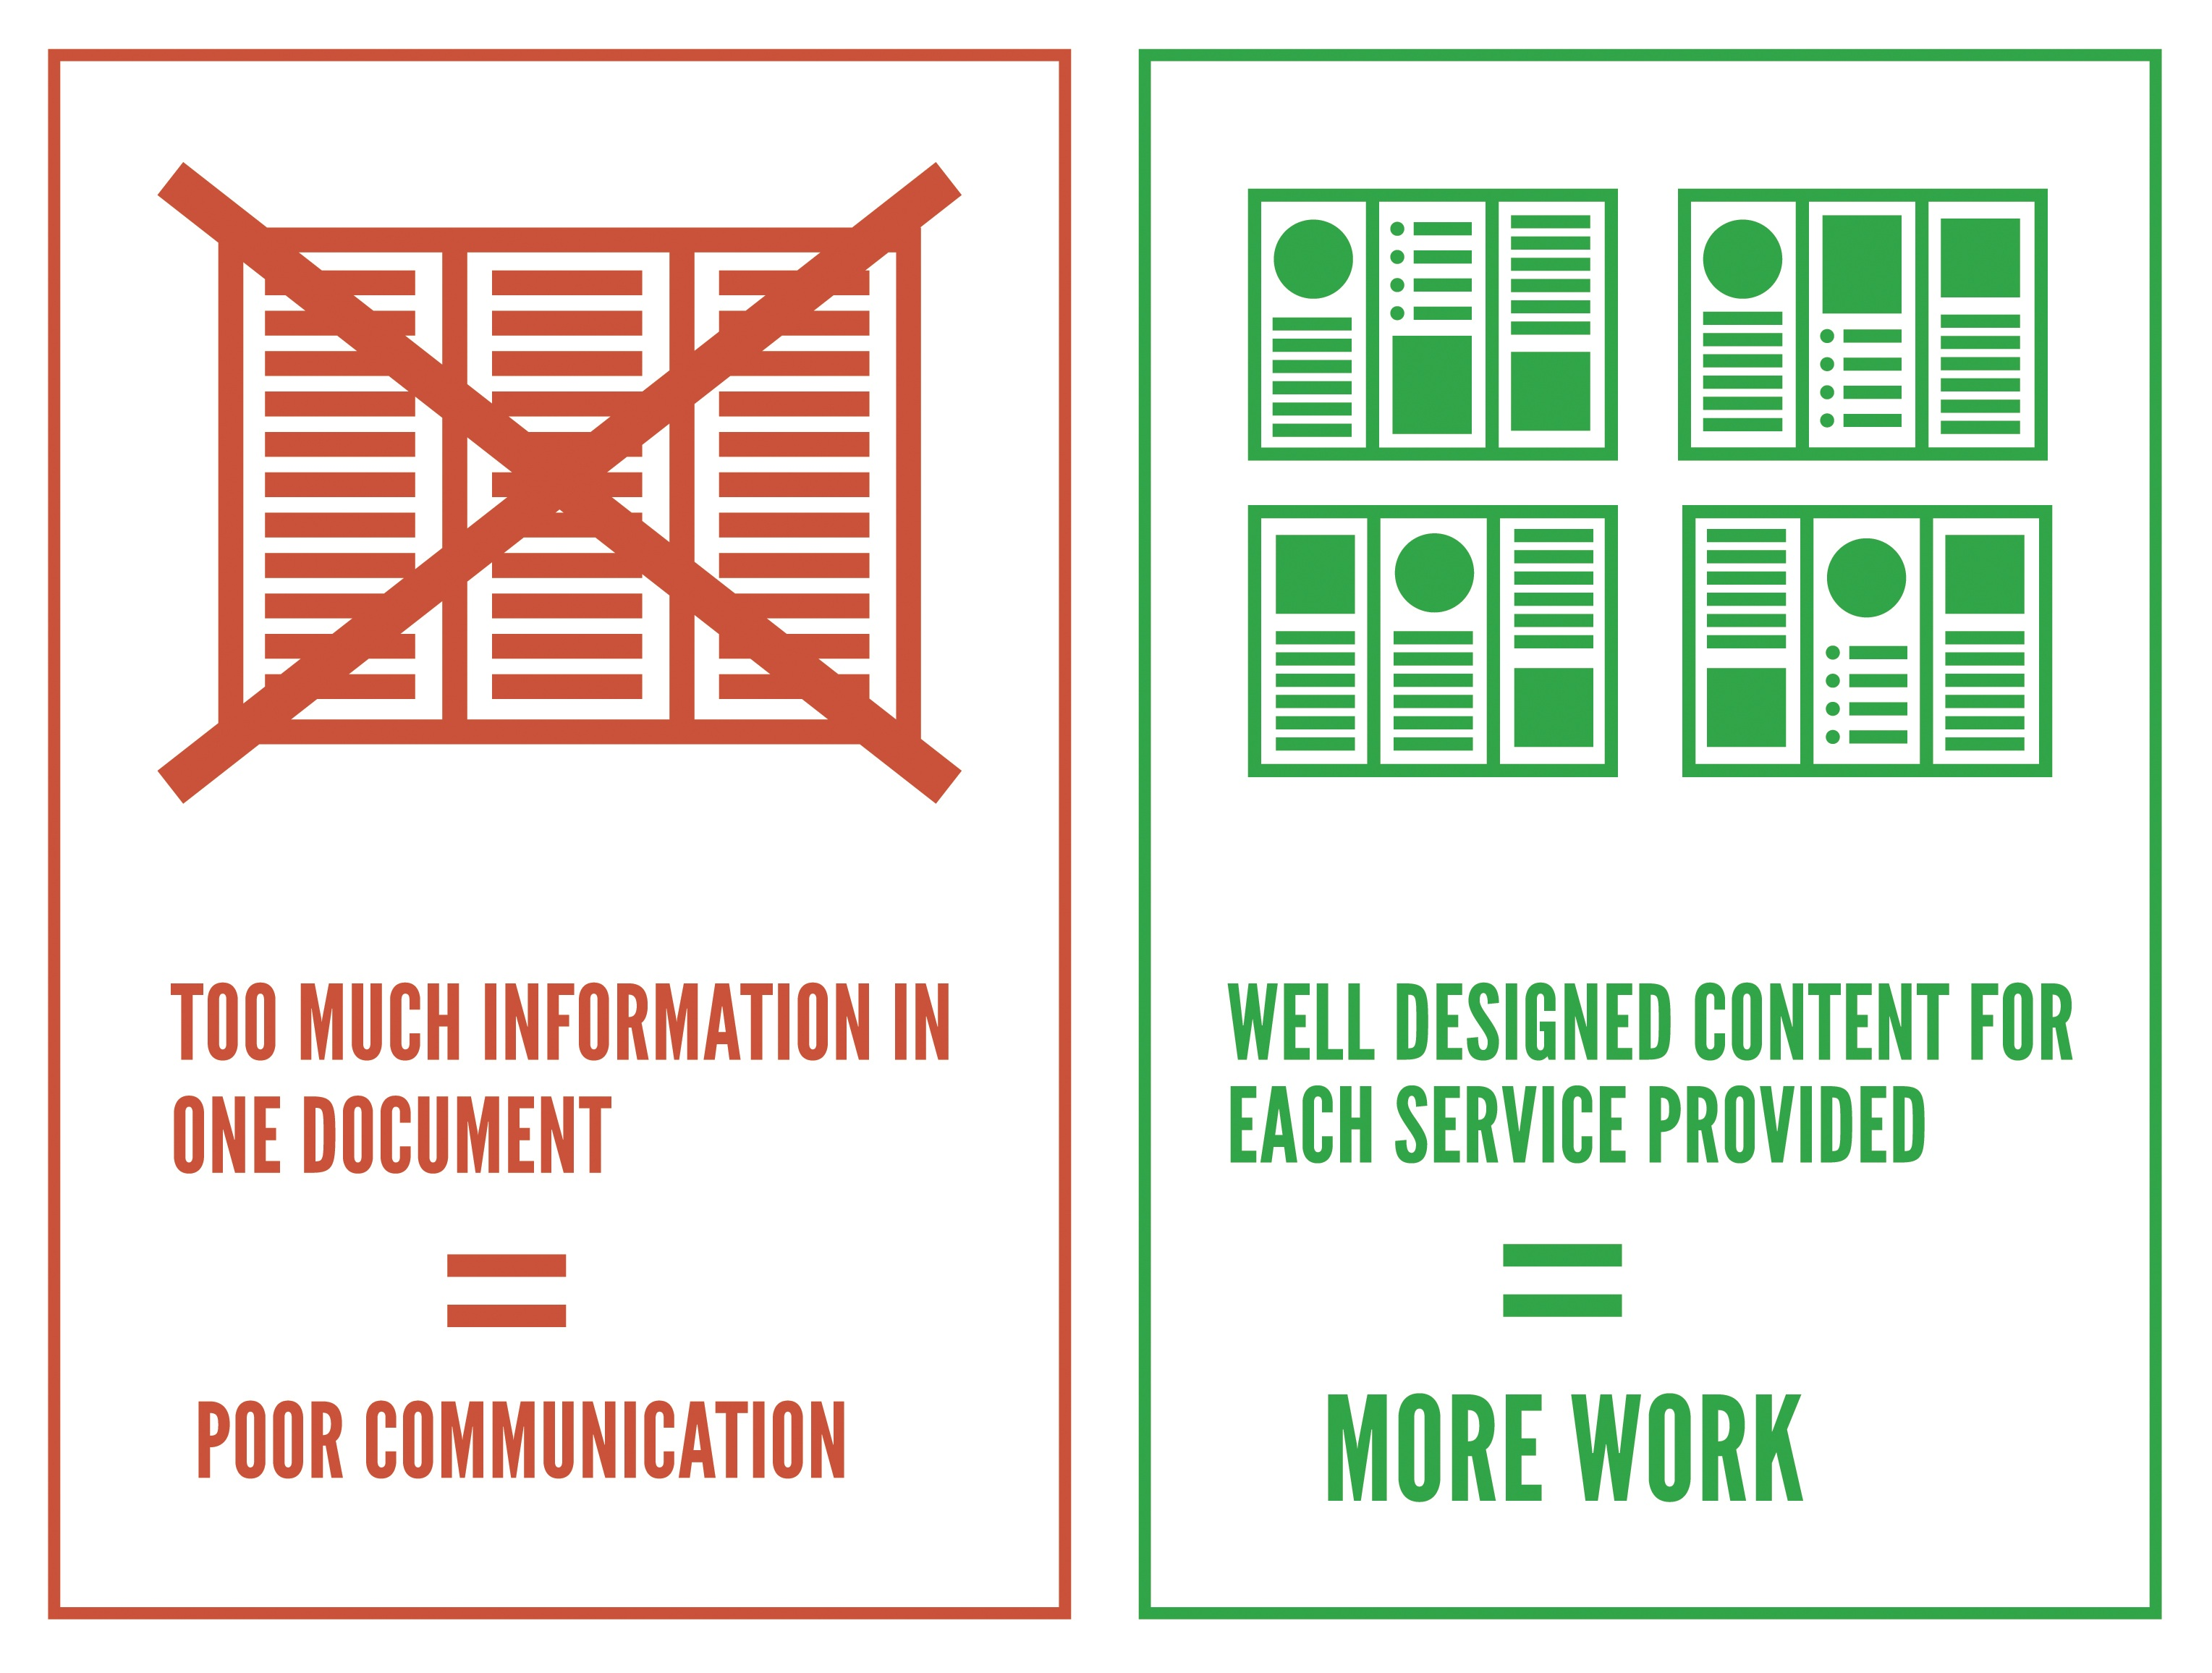 TOO MUCH INFORMATION IN
ONE DOCUMENT
=
POOR COMMUNICATION
WELL DESIGNED CONTENT FOR
EACH SERVICE PROVIDED
=
MORE WORK